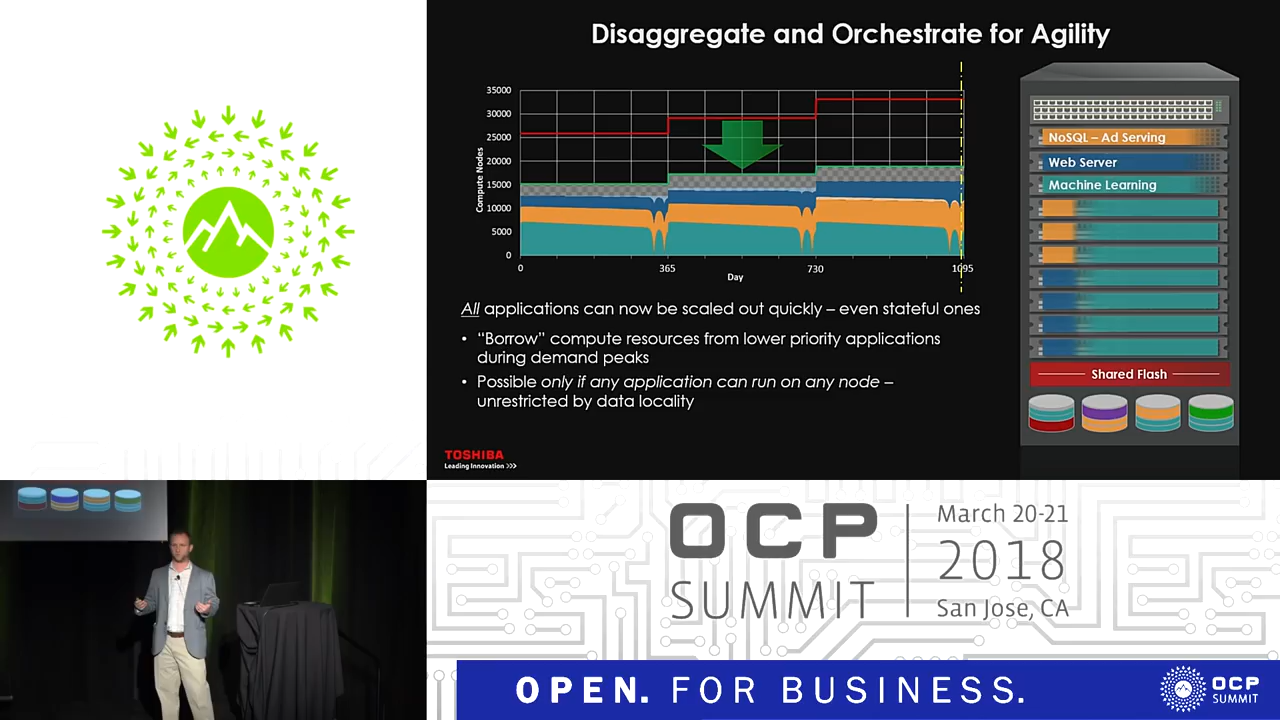 Disaggregate and Orchestrate for Agility
35000
30000
25000
20000
15000
10000
5000
0
Compute Nodes
0 365 730 1095
Day
NoSQL – Ad Serving
Web Server
Machine Learning
Shared Flash
All applications can now be scaled out quickly – even stateful ones
• “Borrow” compute resources from lower priority applications
during demand peaks
• Possible only if any application can run on any node –
unrestricted by data locality
TOSHIBA
Leading Innovation >>>
OCP
SUMMIT
March 20-21
2018
San Jose, CA
OPEN. FOR BUSINESS.
OCP
SUMMIT